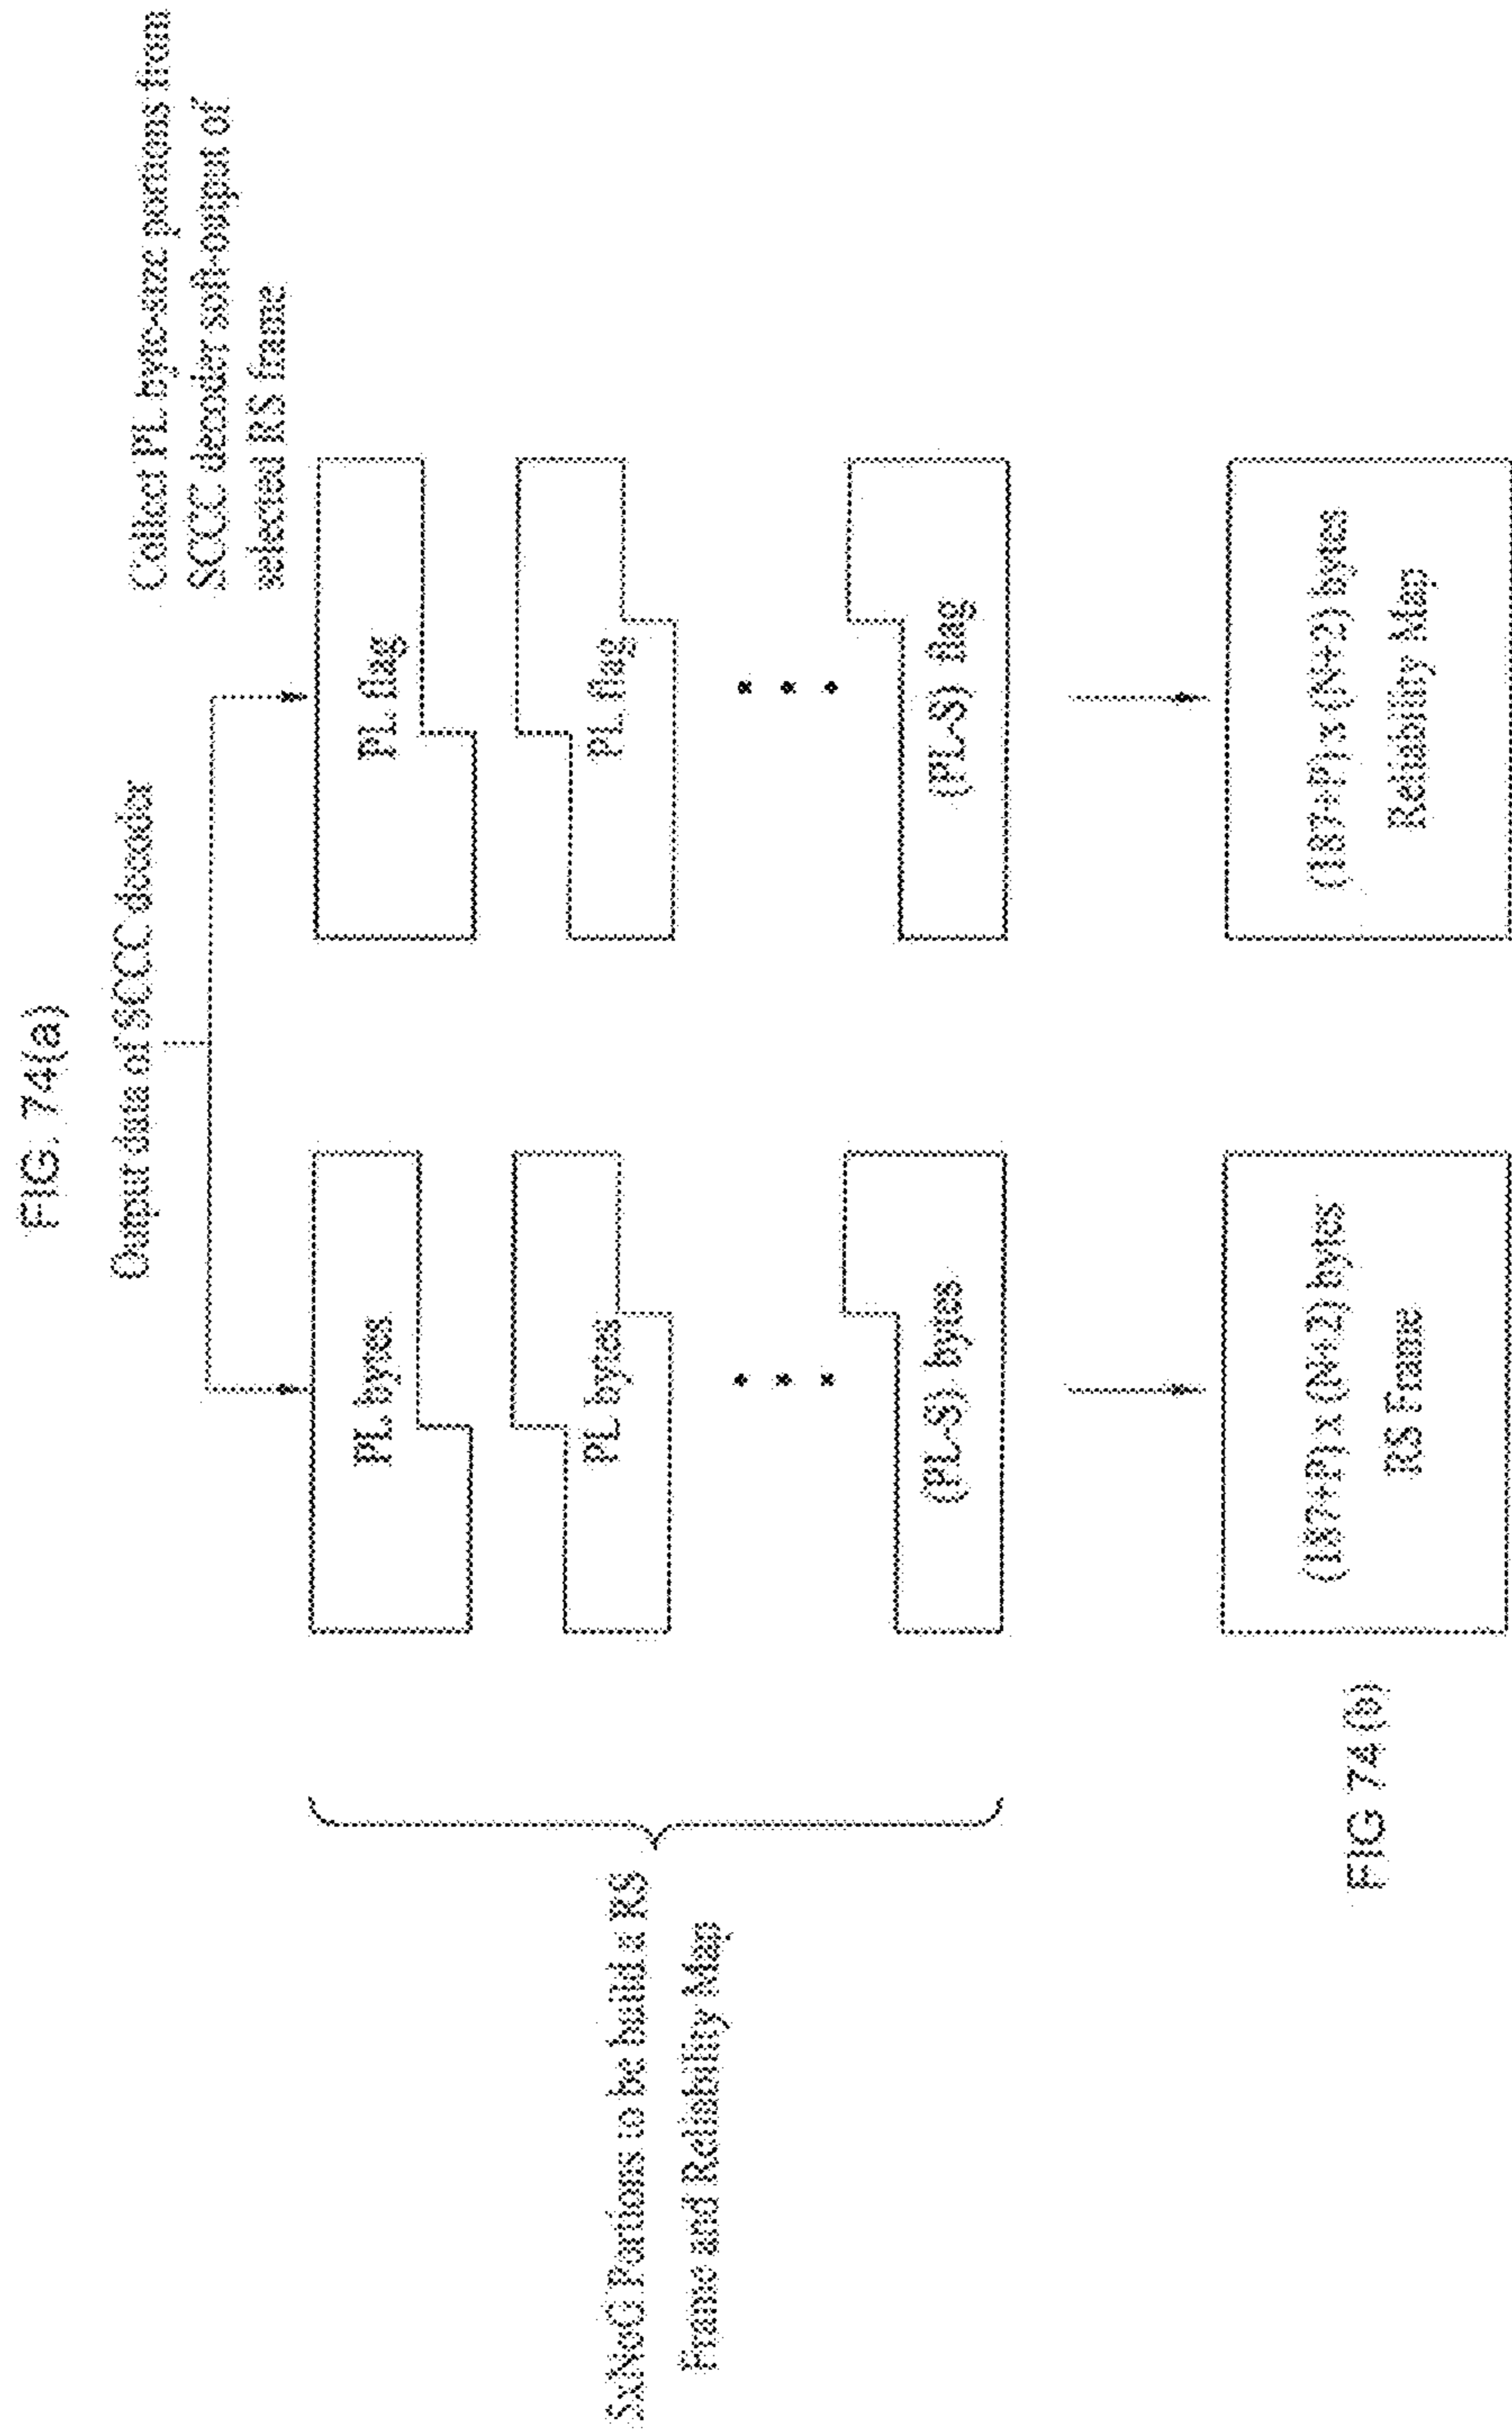 FIG. 74(a)
Output data of SCCC decoder
Collect PL byte-size portions from
SCCC decoder soft-output of
selected RS frame
PL bytes
PL flag
PL bytes
PL flag
SxNoG Portions to be build a RS
Frame and Reliability Map
(PL-S) bytes
(PL-S) flag
(187+P) x (N+2) bytes
RS Frame
(187+P) x (N+2) bytes
Reliability Map
FIG 74 (b)